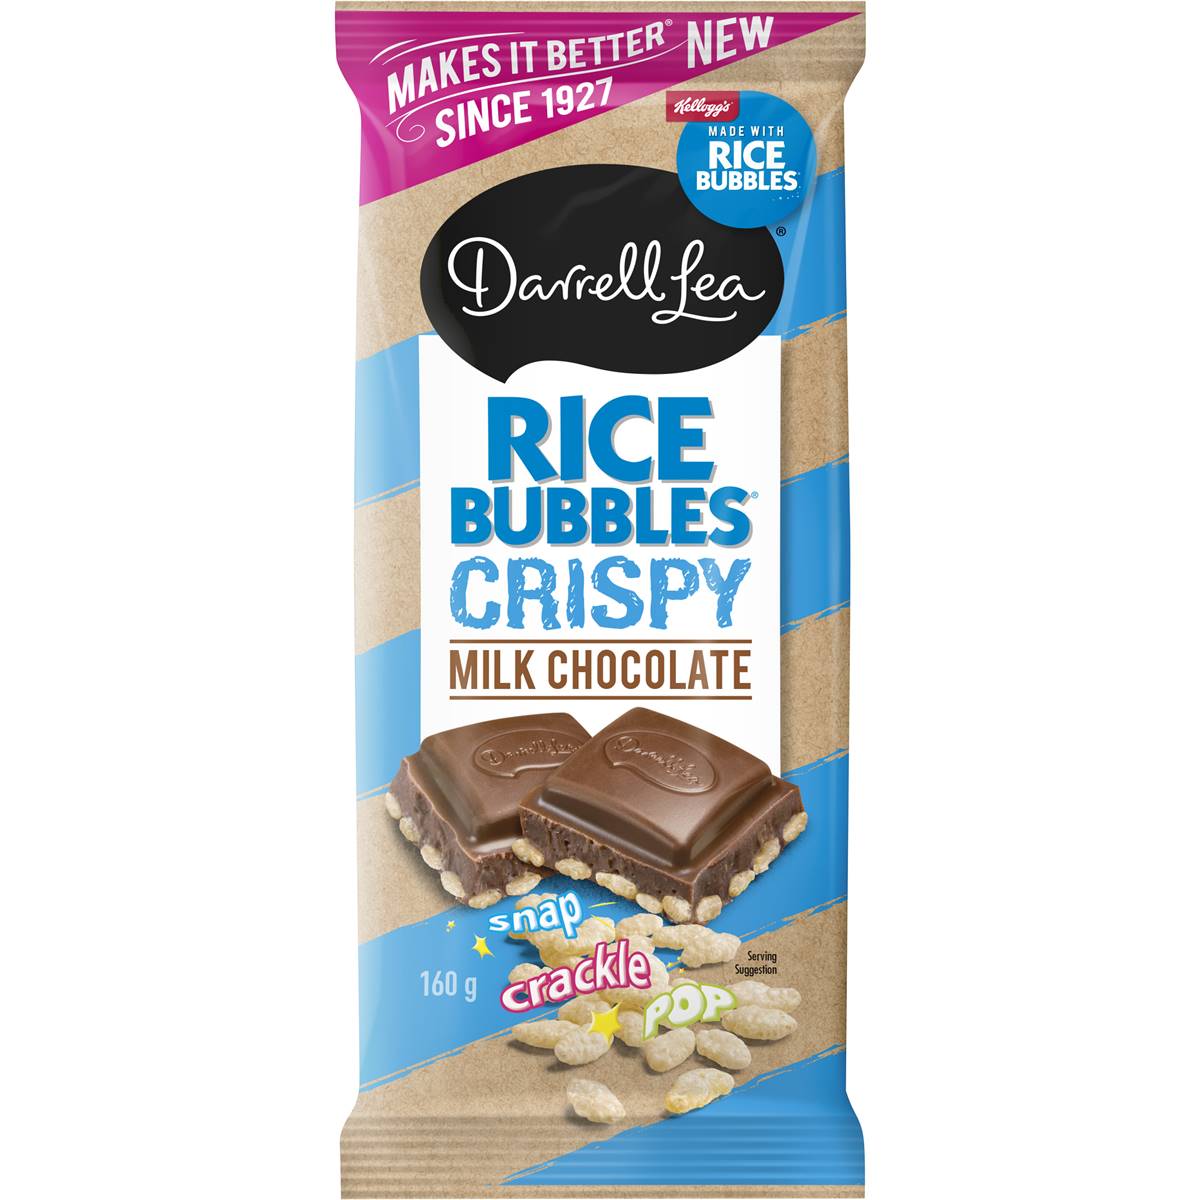 MAKES IT BETTER® NEW
SINCE 1927
Kellogg's
MADE WITH
RICE
BUBBLES
Darrell Lea®
RICE
BUBBLES®
CRISPY
MILK CHOCOLATE
Darrell Lea
Darrell Lea
snap
crackle
POP
160 g
Serving
Suggestion